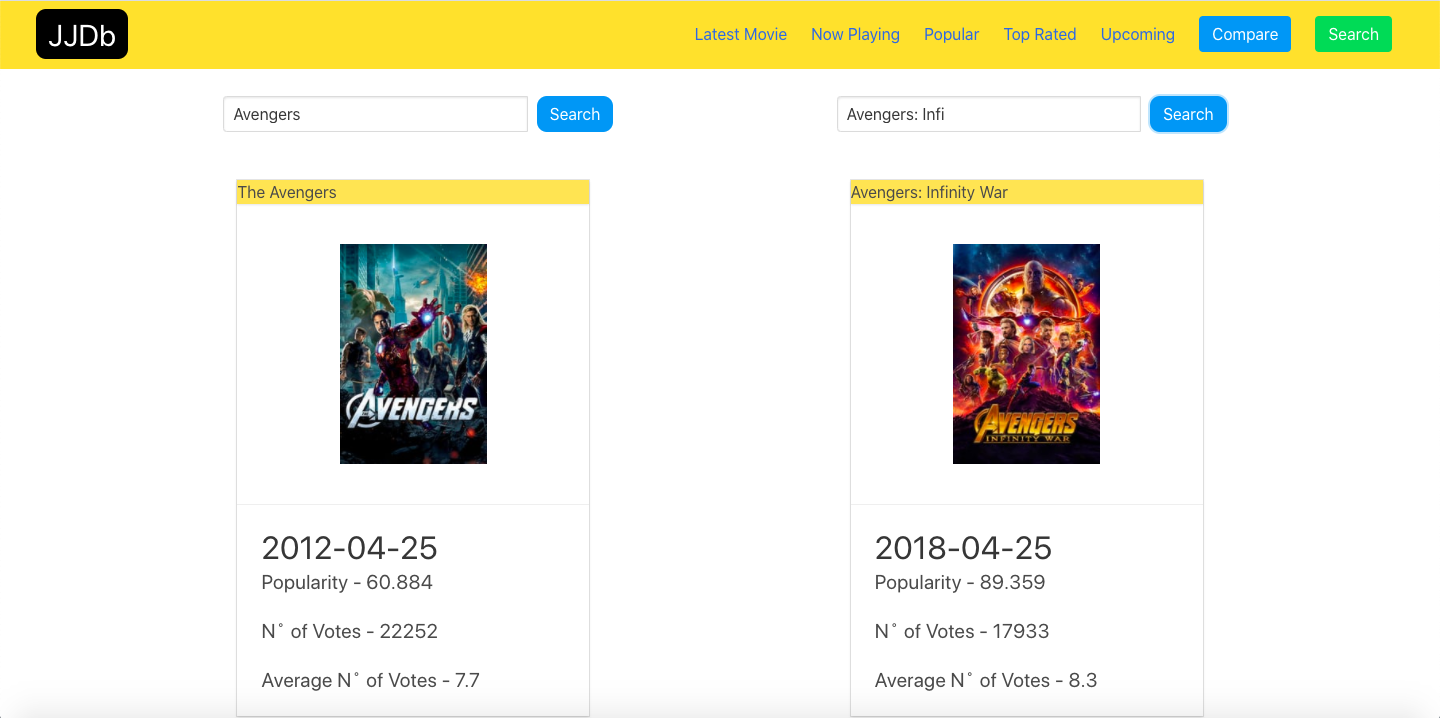 JJDb
Latest Movie Now Playing Popular Top Rated Upcoming Compare Search
Avengers Search
Avengers: Infi Search
The Avengers
AVENGERS
2012-04-25
Popularity - 60.884
N° of Votes - 22252
Average N° of Votes - 7.7
Avengers: Infinity War
AVENGERS
INFINITY WAR
2018-04-25
Popularity - 89.359
N° of Votes - 17933
Average N° of Votes - 8.3